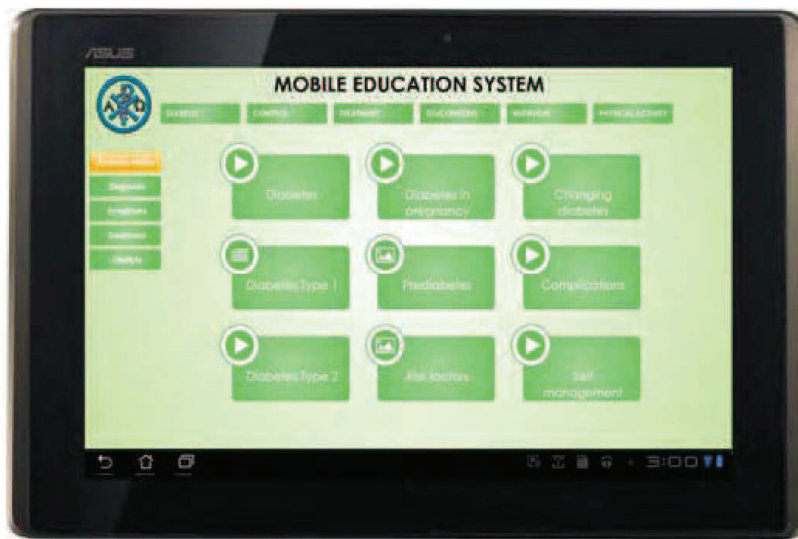 ASUS
MOBILE EDUCATION SYSTEM
DIABETES CONTROL TREATMENT NUTRITION PHYSICAL ACTIVITY
Diagnosis
Symptoms
Treatment
Lifestyle
Diabetes
Diabetes in
pregnancy
Changing
diabetes
Diabetes Type 1
Prediabetes
Complications
Diabetes Type 2
Risk factors
Self-
management
3:00